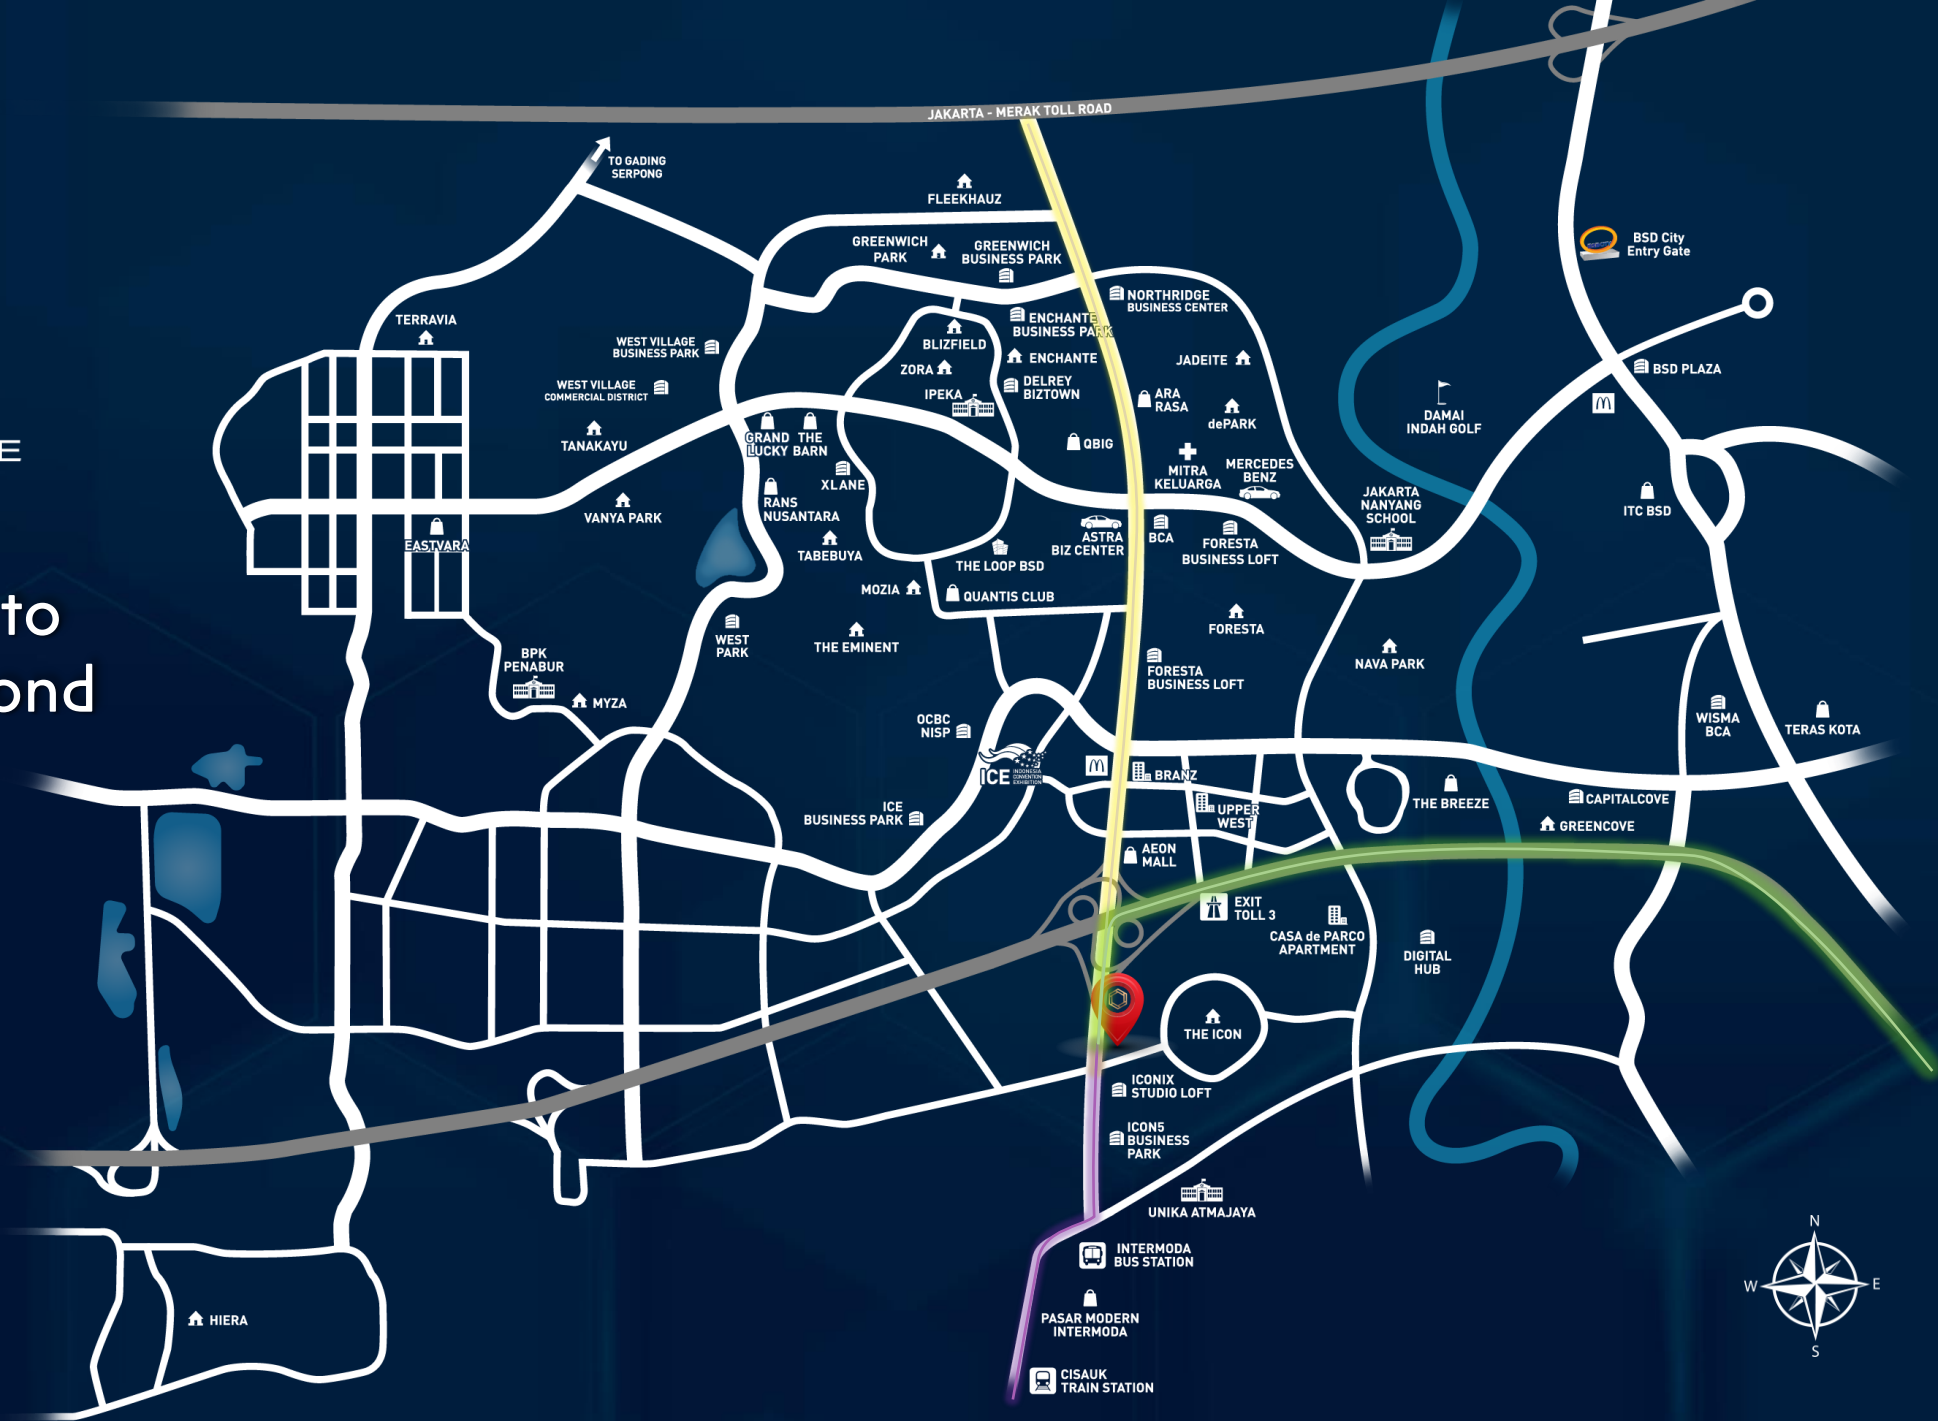 JAKARTA - MERAK TOLL ROAD
TO GADING
SERPONG
FLEEKHAUZ
GREENWICH
PARK
GREENWICH
BUSINESS PARK
BSD City
Entry Gate
NORTHRIDGE
BUSINESS CENTER
TERRAVIA
ENCHANTE
BUSINESS PARK
WEST VILLAGE
BUSINESS PARK
BLIZFIELD
ENCHANTE
JADEITE
ZORA
BSD PLAZA
WEST VILLAGE
COMMERCIAL DISTRICT
IPEKA
DELREY
BIZTOWN
ARA
RASA
dePARK
DAMAI
INDAH GOLF
TANAKAYU
GRAND
LUCKY
THE
BARN
QBIG
E
XLANE
MITRA
KELUARGA
MERCEDES
BENZ
VANYA PARK
RANS
NUSANTARA
JAKARTA
NANYANG
SCHOOL
ITC BSD
EASTVARA
TABEBUYA
ASTRA
BIZ CENTER
BCA
FORESTA
BUSINESS LOFT
THE LOOP BSD
MOZIA
QUANTIS CLUB
to
WEST
PARK
THE EMINENT
FORESTA
BPK
PENABUR
FORESTA
BUSINESS LOFT
NAVA PARK
ond
MYZA
OCBC
NISP
WISMA
BCA
TERAS KOTA
ICE
INDONESIA
CONVENTION
EXHIBITION
BRANZ
ICE
BUSINESS PARK
UPPER
WEST
THE BREEZE
CAPITALCOVE
GREENCOVE
AEON
MALL
EXIT
TOLL 3
CASA de PARCO
APARTMENT
DIGITAL
HUB
THE ICON
ICONIX
STUDIO LOFT
ICON5
BUSINESS
PARK
UNIKA ATMAJAYA
INTERMODA
BUS STATION
PASAR MODERN
INTERMODA
CISAUK
TRAIN STATION
HIERA
N
W
E
S